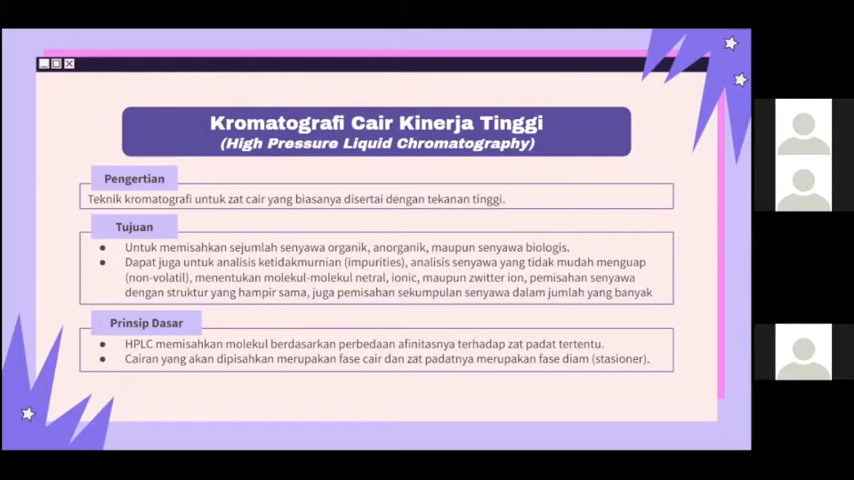 Kromatografi Cair Kinerja Tinggi
(High Pressure Liquid Chromatography)
Pengertian
Teknik kromatografi untuk zat cair yang biasanya disertai dengan tekanan tinggi.
Tujuan
● Untuk memisahkan sejumlah senyawa organik, anorganik, maupun senyawa biologis.
● Dapat juga untuk analisis ketidakmurnian (impurities), analisis senyawa yang tidak mudah menguap
(non-volatil), menentukan molekul-molekul netral, ionic, maupun zwitter ion, pemisahan senyawa
dengan struktur yang hampir sama, juga pemisahan sekumpulan senyawa dalam jumlah yang banyak
Prinsip Dasar
● HPLC memisahkan molekul berdasarkan perbedaan afinitasnya terhadap zat padat tertentu.
● Cairan yang akan dipisahkan merupakan fase cair dan zat padatnya merupakan fase diam (stasioner).